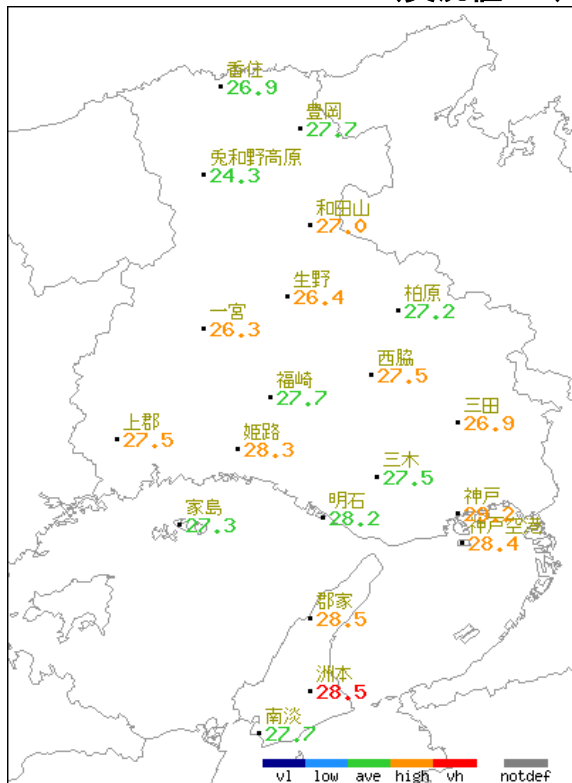 香住
26.9
豊岡
27.7
兎和野高原
24.3
和田山
27.0
生野
26.4
柏原
27.2
一宮
26.3
西脇
27.5
福崎
27.7
三田
26.9
上郡
27.5
姫路
28.3
三木
27.5
家島
27.3
明石
28.2
神戸
29.2
神戸空港
28.4
郡家
28.5
洲本
28.5
南淡
27.7
vl low ave high vh notdef